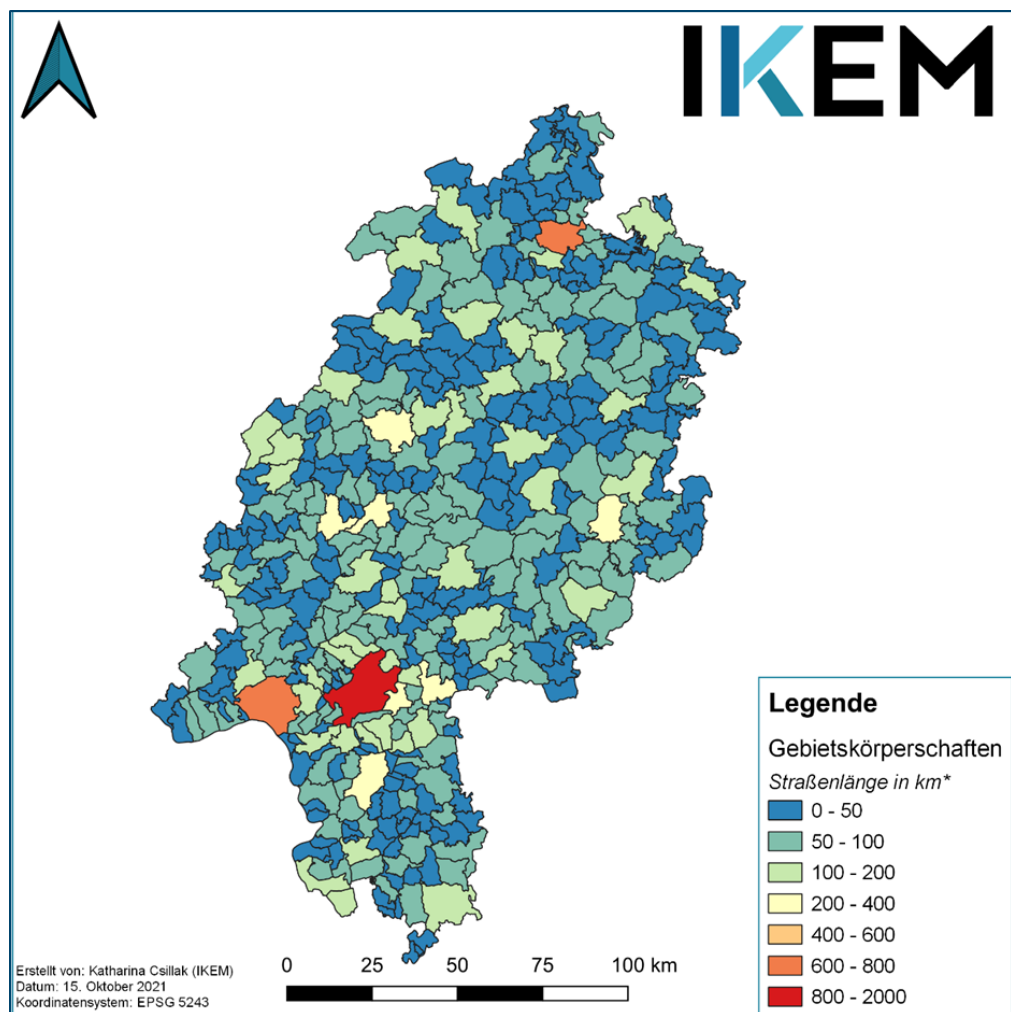 IKEM
Legende
Gebietskörperschaften
Straßenlänge in km*
0 - 50
50 - 100
100 - 200
200 - 400
400 - 600
600 - 800
800 - 2000
Erstellt von: Katharina Csillak (IKEM)
Datum: 15. Oktober 2021
Koordinatensystem: EPSG 5243
0 25 50 75 100 km